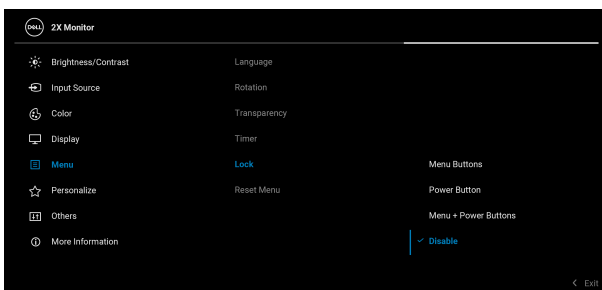 DELL 2X Monitor
Brightness/Contrast Language
Input Source Rotation
Color Transparency
Display Timer
Menu Lock Menu Buttons
Personalize Reset Menu Power Button
Others Menu + Power Buttons
More Information Disable
Exit